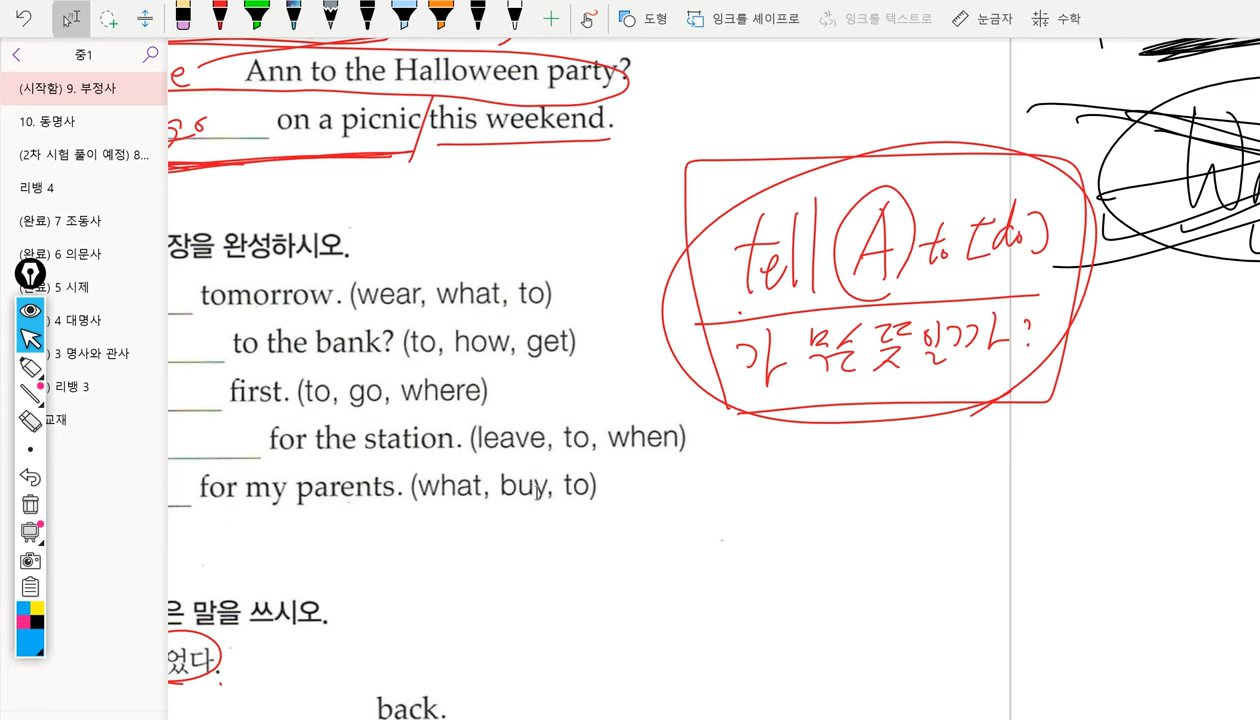 도형
잉크를 셰이프로
잉크를 텍스트로
눈금자
수학
중1
(시작함) 9. 부정사
10. 동명사
(2차 시험 풀이 예정) 8...
리뱅 4
(완료) 7 조동사
(완료) 6 의문사
(완료) 5 시제
4 대명사
3 명사와 관사
) 리뱅 3
교재
e Ann to the Halloween party?
go on a picnic this weekend.
장을 완성하시오.
tomorrow. (wear, what, to)
to the bank? (to, how, get)
first. (to, go, where)
for the station. (leave, to, when)
for my parents. (what, buy, to)
은 말을 쓰시오.
었다.
back.
tell A to [do]
가 무슨 뜻일까?